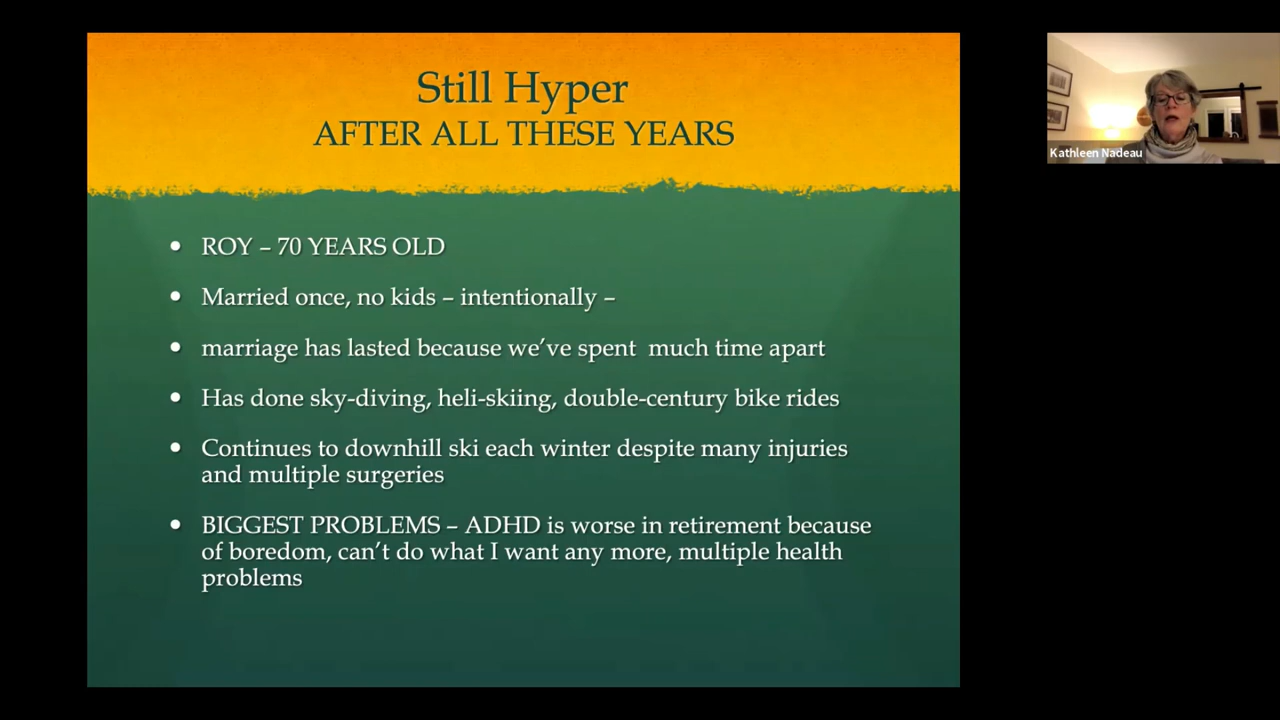 Still Hyper
AFTER ALL THESE YEARS
Kathleen Nadeau
• ROY – 70 YEARS OLD
• Married once, no kids – intentionally –
• marriage has lasted because we’ve spent  much time apart
• Has done sky-diving, heli-skiing, double-century bike rides
• Continues to downhill ski each winter despite many injuries
and multiple surgeries
• BIGGEST PROBLEMS – ADHD is worse in retirement because
of boredom, can’t do what I want any more, multiple health
problems